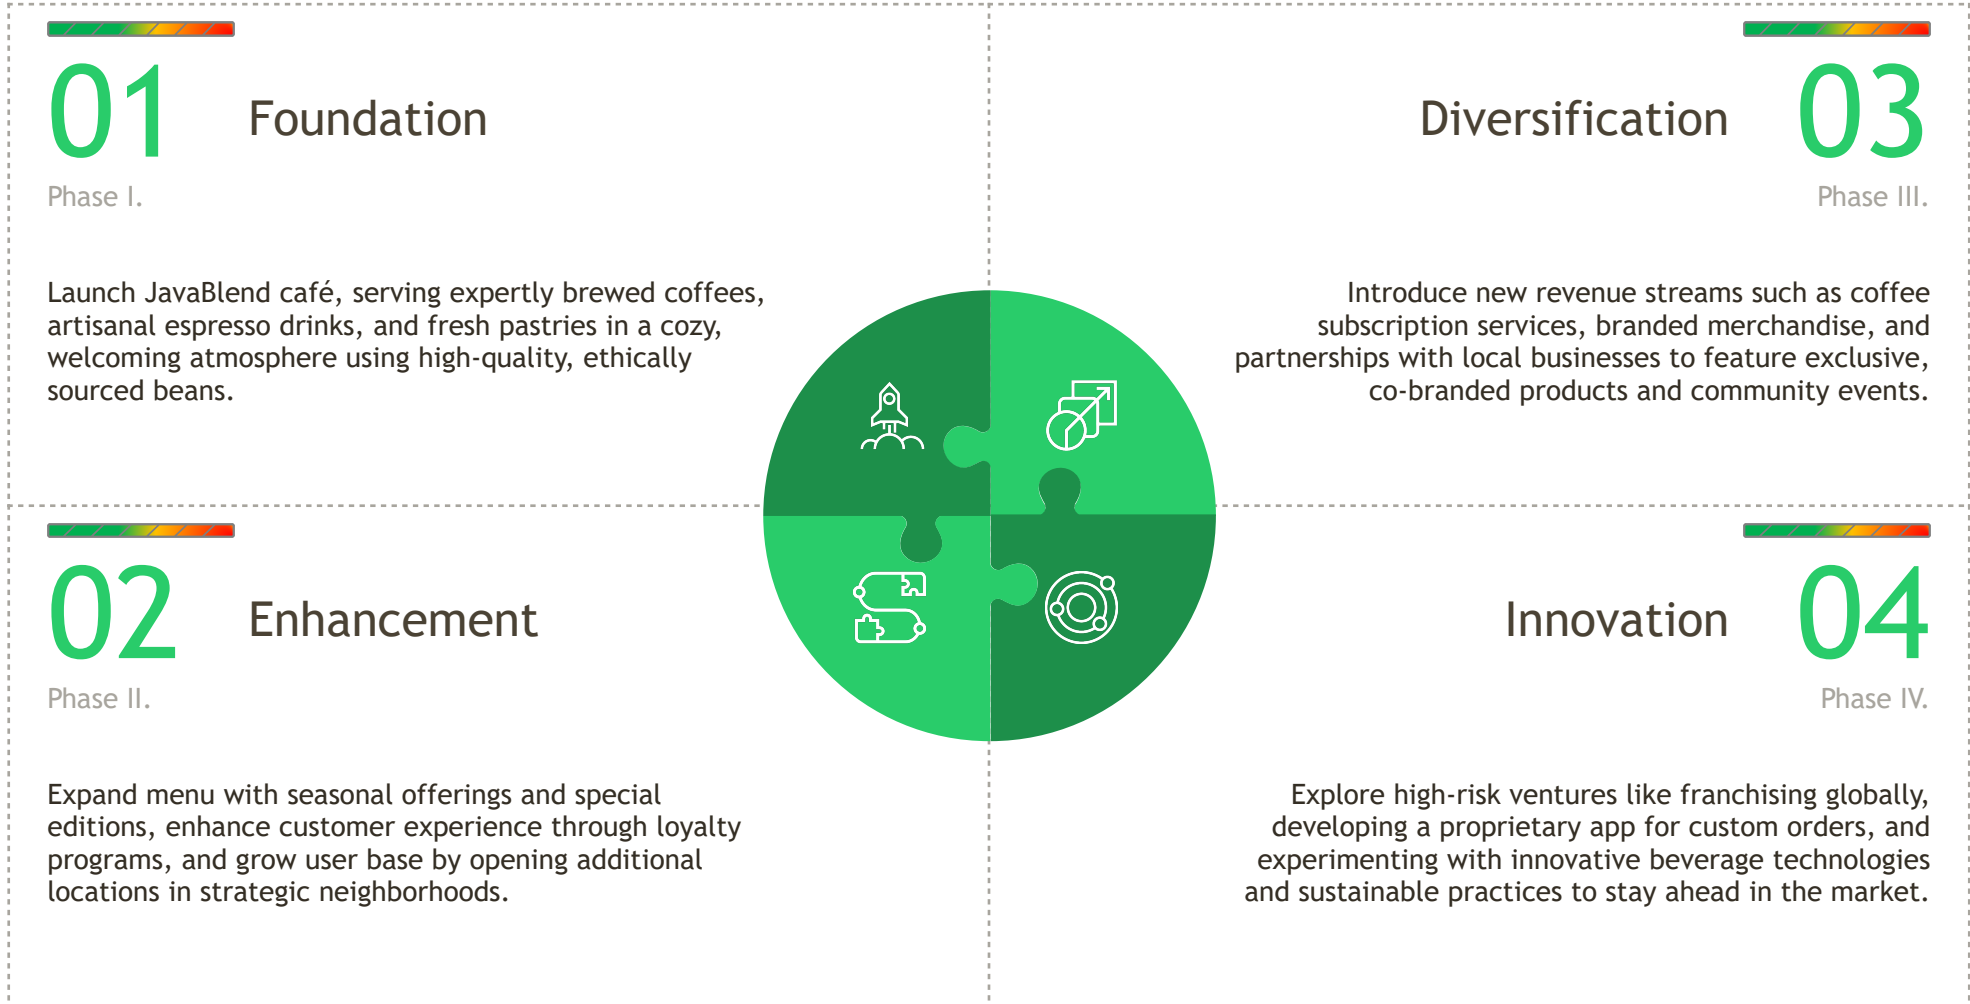 01
Foundation
Phase I.
Launch JavaBlend café, serving expertly brewed coffees,
artisanal espresso drinks, and fresh pastries in a cozy,
welcoming atmosphere using high-quality, ethically
sourced beans.
02
Enhancement
Phase II.
Expand menu with seasonal offerings and special
editions, enhance customer experience through loyalty
programs, and grow user base by opening additional
locations in strategic neighborhoods.
Diversification
03
Phase III.
Introduce new revenue streams such as coffee
subscription services, branded merchandise, and
partnerships with local businesses to feature exclusive,
co-branded products and community events.
Innovation
04
Phase IV.
Explore high-risk ventures like franchising globally,
developing a proprietary app for custom orders, and
experimenting with innovative beverage technologies
and sustainable practices to stay ahead in the market.